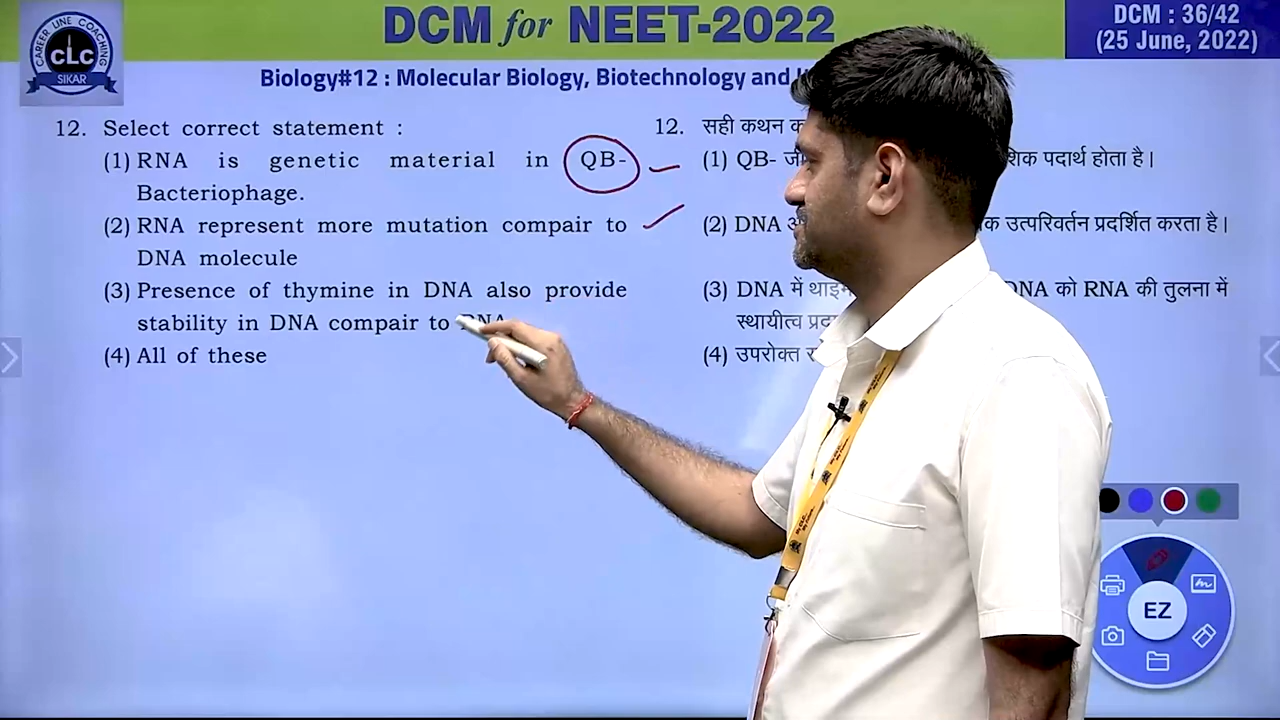 DCM for NEET-2022
DCM : 36/42
(25 June, 2022)
CAREER LINE COACHING
CLC
SIKAR
Biology#12 : Molecular Biology, Biotechnology and
12. Select correct statement :
(1) RNA is genetic material in QB-
Bacteriophage.
(2) RNA represent more mutation compair to
DNA molecule
(3) Presence of thymine in DNA also provide
stability in DNA compair to
(4) All of these
12. सही कथन
(1) QB- पदार्थ होता है।
(2) DNA उत्परिवर्तन प्रदर्शित करता है।
(3) DNA में DNA को RNA की तुलना में
स्थायीत्व
(4) उपरोक्त
EZ